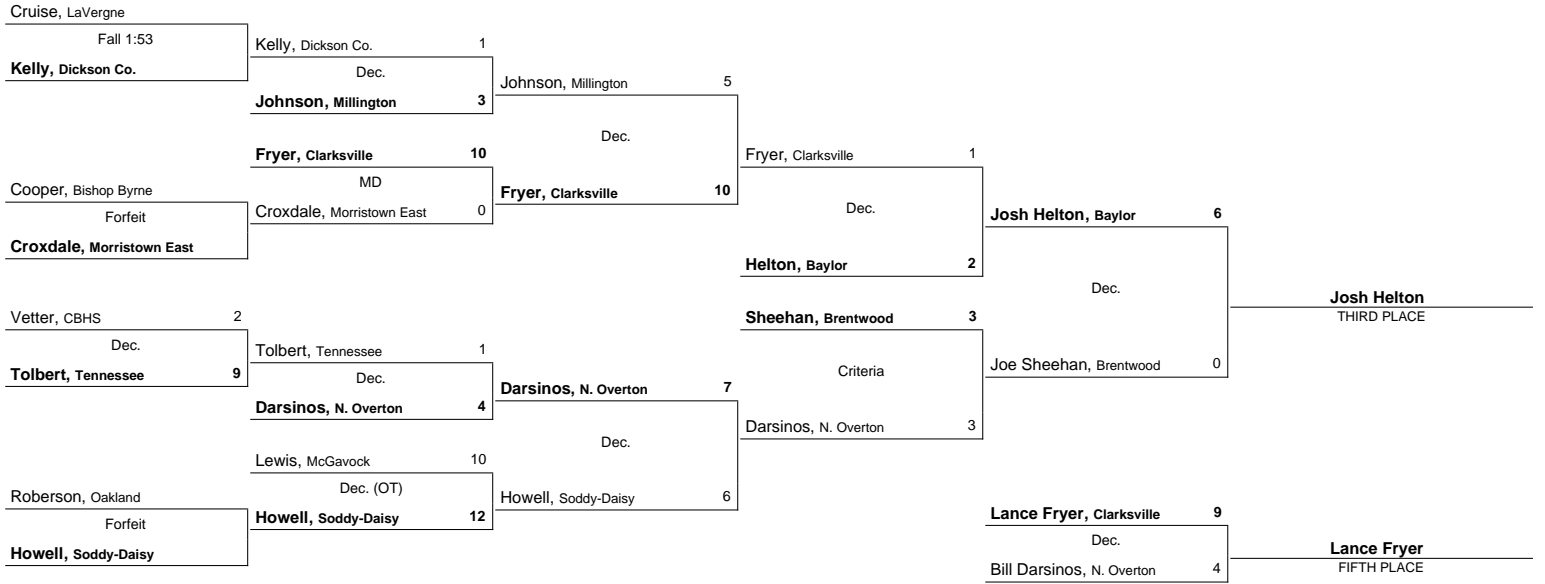 Cruise, LaVergne
Fall 1:53
Kelly, Dickson Co.
Cooper, Bishop Byrne
Forfeit
Croxdale, Morristown East
Vetter, CBHS 2
Dec.
Tolbert, Tennessee 9
Roberson, Oakland
Forfeit
Howell, Soddy-Daisy
Kelly, Dickson Co. 1
Dec.
Johnson, Millington 3
Fryer, Clarksville 10
MD
Croxdale, Morristown East 0
Tolbert, Tennessee 1
Dec.
Darsinos, N. Overton 4
Lewis, McGavock 10
Dec. (OT)
Howell, Soddy-Daisy 12
Johnson, Millington 5
Dec.
Fryer, Clarksville 10
Darsinos, N. Overton 7
Dec.
Howell, Soddy-Daisy 6
Fryer, Clarksville 1
Dec.
Helton, Baylor 2
Sheehan, Brentwood 3
Criteria
Darsinos, N. Overton 3
Josh Helton, Baylor 6
Dec.
Joe Sheehan, Brentwood 0
Josh Helton
THIRD PLACE
Lance Fryer, Clarksville 9
Dec.
Bill Darsinos, N. Overton 4
Lance Fryer
FIFTH PLACE